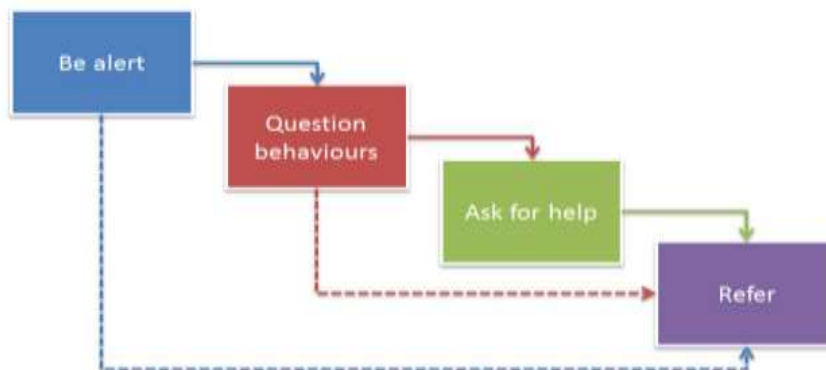 Be alert
Question
behaviours
Ask for help
Refer